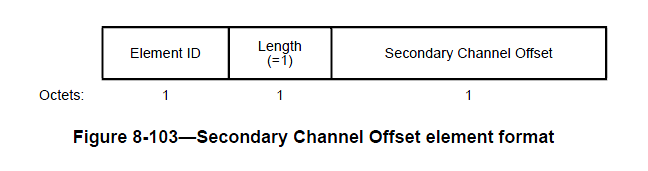 Element ID
Length
(=1)
Secondary Channel Offset
Octets:
1
1
1
Figure 8-103—Secondary Channel Offset element format